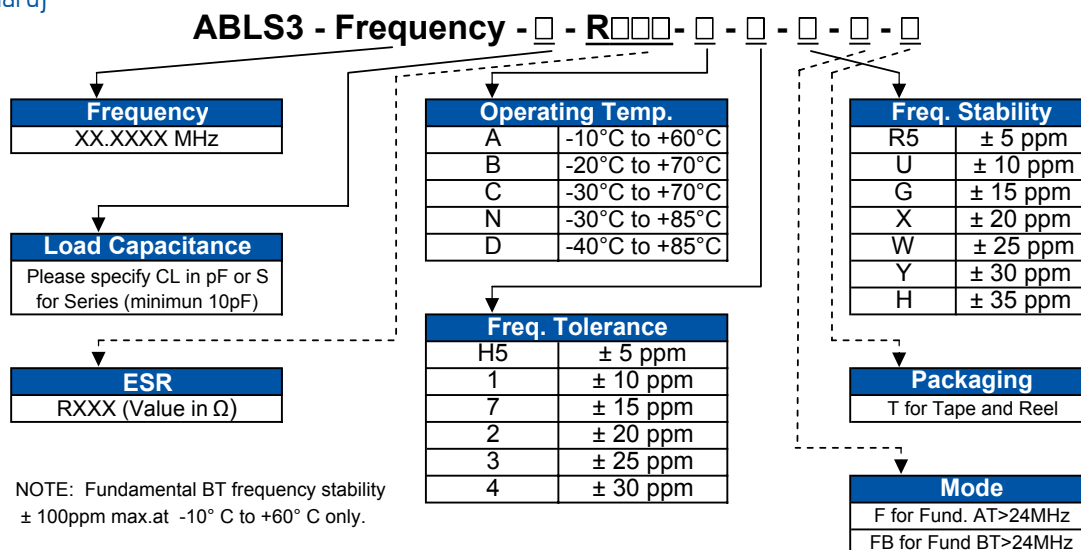 ABLS3 - Frequency - □ - R□□□ - □ - □ - □ - □ - □
Frequency
XX.XXXX MHz
Load Capacitance
Please specify CL in pF or S
for Series (minimun 10pF)
ESR
RXXX (Value in Ω)
NOTE: Fundamental BT frequency stability
± 100ppm max.at -10° C to +60° C only.
Operating Temp.
A -10°C to +60°C
B -20°C to +70°C
C -30°C to +70°C
N -30°C to +85°C
D -40°C to +85°C
Freq. Tolerance
H5 ± 5 ppm
1 ± 10 ppm
7 ± 15 ppm
2 ± 20 ppm
3 ± 25 ppm
4 ± 30 ppm
Freq. Stability
R5 ± 5 ppm
U ± 10 ppm
G ± 15 ppm
X ± 20 ppm
W ± 25 ppm
Y ± 30 ppm
H ± 35 ppm
Packaging
T for Tape and Reel
Mode
F for Fund. AT>24MHz
FB for Fund BT>24MHz